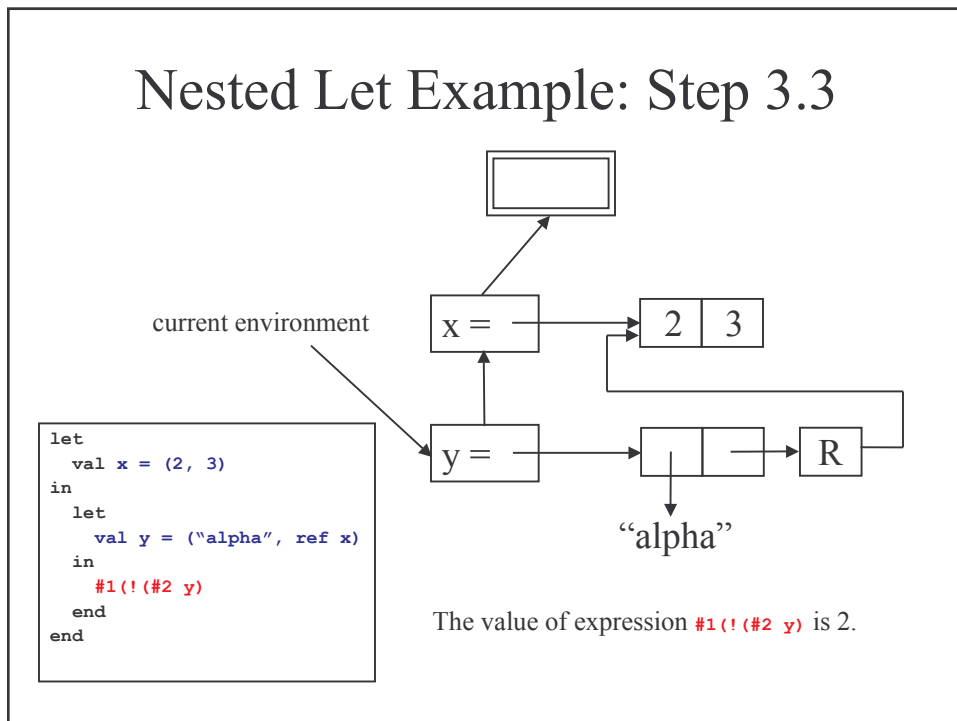 Nested Let Example: Step 3.3
current environment
x =
2 3
y =
R
“alpha”
let
val x = (2, 3)
in
let
val y = (“alpha”, ref x)
in
#1(!(#2 y)
end
end
The value of expression #1(!(#2 y) is 2.